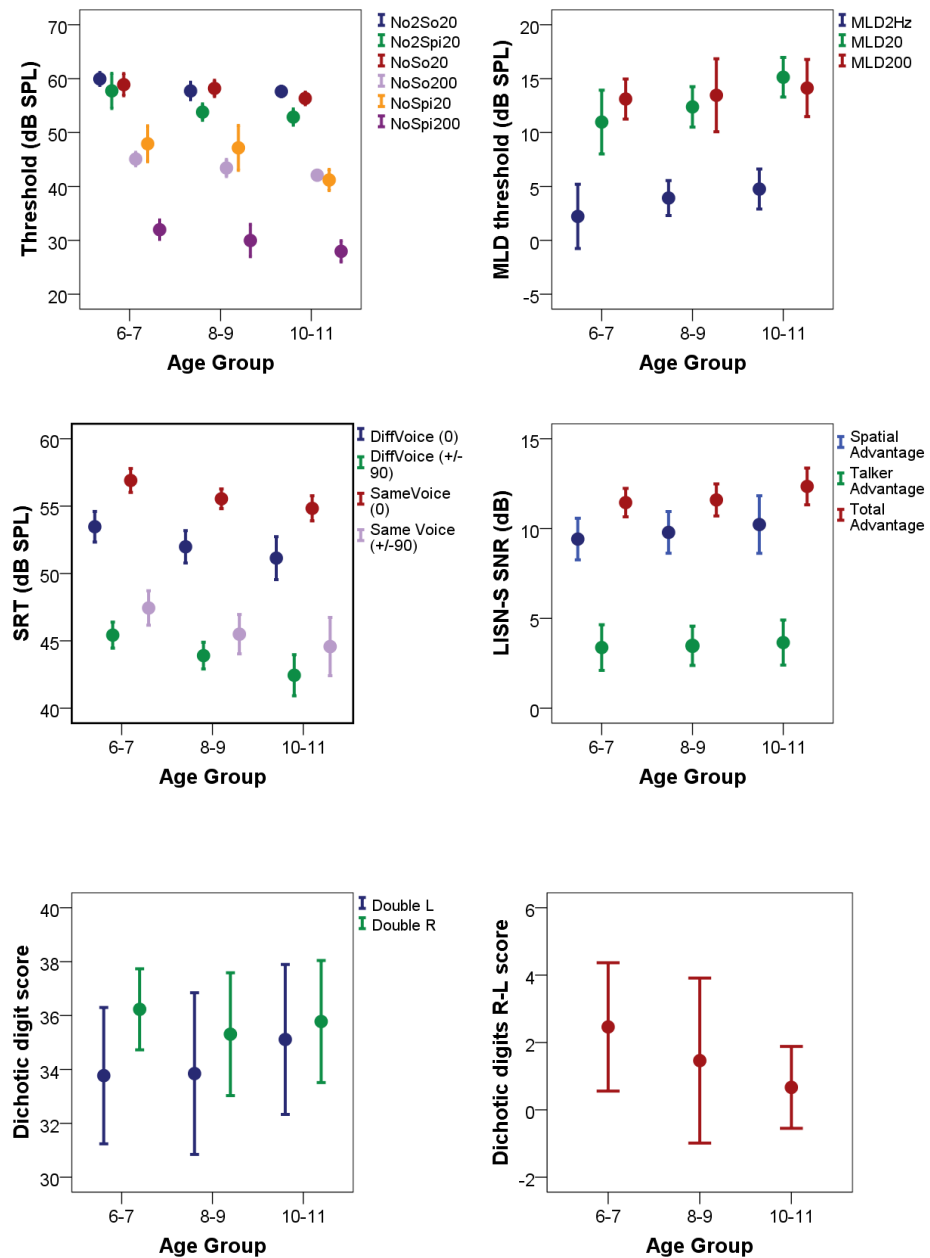 70
60
50
40
30
20
Threshold (dB SPL)
6-7
8-9
10-11
Age Group
No2So20
No2Spi20
NoSo20
NoSo200
NoSpi20
NoSpi200
20
15
10
5
0
-5
MLD threshold (dB SPL)
6-7
8-9
10-11
Age Group
MLD2Hz
MLD20
MLD200
60
55
50
45
40
SRT (dB SPL)
6-7
8-9
10-11
Age Group
DiffVoice (0)
DiffVoice (+/-
90)
SameVoice
(0)
Same Voice
(+/-90)
15
10
5
0
LISN-S SNR (dB)
6-7
8-9
10-11
Age Group
Spatial
Advantage
Talker
Advantage
Total
Advantage
40
38
36
34
32
30
Dichotic digit score
6-7
8-9
10-11
Age Group
Double L
Double R
6
4
2
0
-2
Dichotic digits R-L score
6-7
8-9
10-11
Age Group